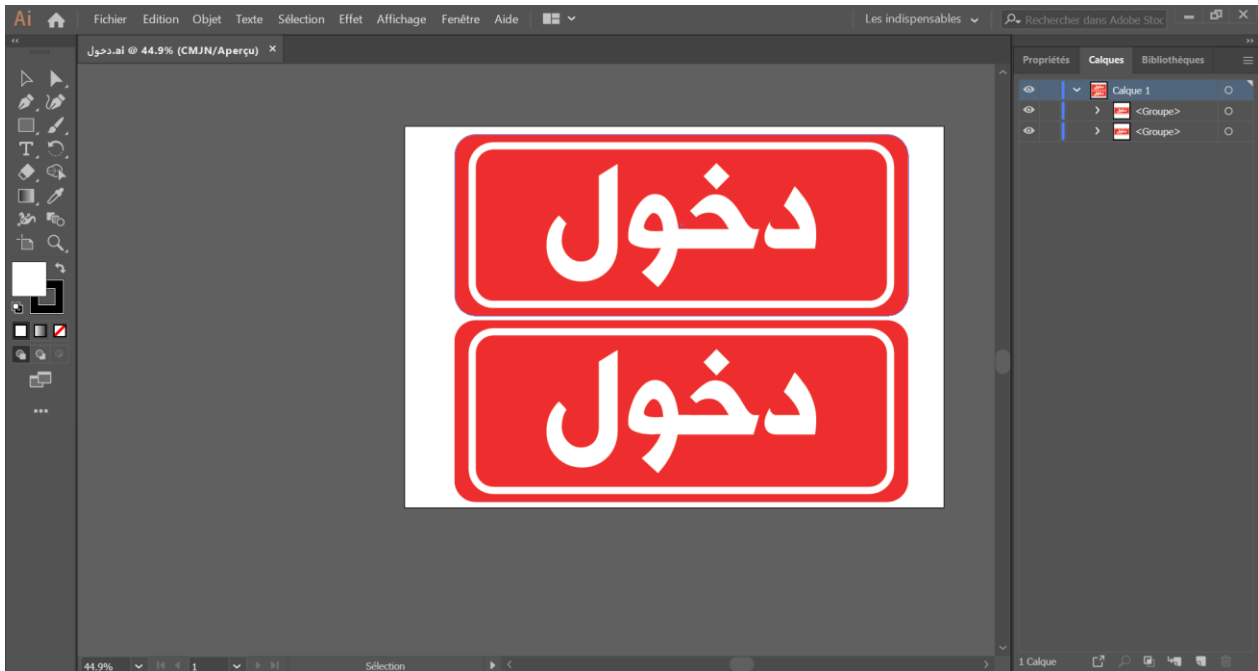 Ai Fichier Edition Objet Texte Sélection Effet Affichage Fenêtre Aide Les indispensables Rechercher dans Adobe Stoc
دخول.ai @ 44.9% (CMJN/Aperçu) ×
Propriétés Calques Bibliothèques
Calque 1
<Groupe>
<Groupe>
دخول
دخول
44.9% 1 Sélection 1 Calque